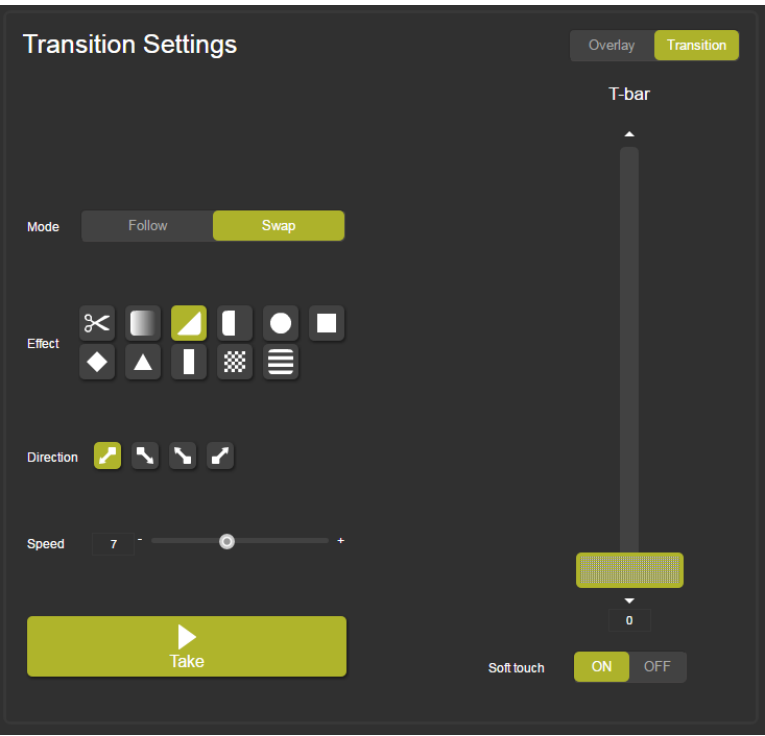 Transition Settings
Overlay
Transition
T-bar
Mode
Follow
Swap
Effect
Direction
Speed
7
-
+
0
Take
Soft touch
ON
OFF